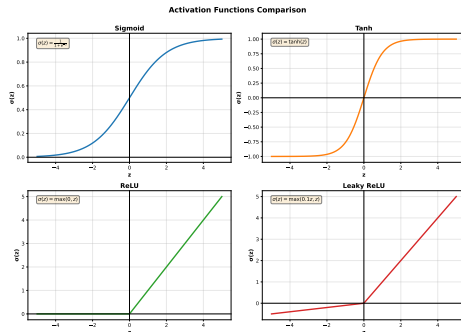 Activation Functions Comparison
Sigmoid
σ(z) = 1/(1+e^-z)
σ(z)
1.0
0.8
0.6
0.4
0.2
0.0
−4 −2 0 2 4
z
Tanh
σ(z) = tanh(z)
σ(z)
1.00
0.75
0.50
0.25
0.00
−0.25
−0.50
−0.75
−1.00
−4 −2 0 2 4
z
ReLU
σ(z) = max(0, z)
σ(z)
5
4
3
2
1
0
−4 −2 0 2 4
Leaky ReLU
σ(z) = max(0.1z, z)
σ(z)
5
4
3
2
1
0
−4 −2 0 2 4